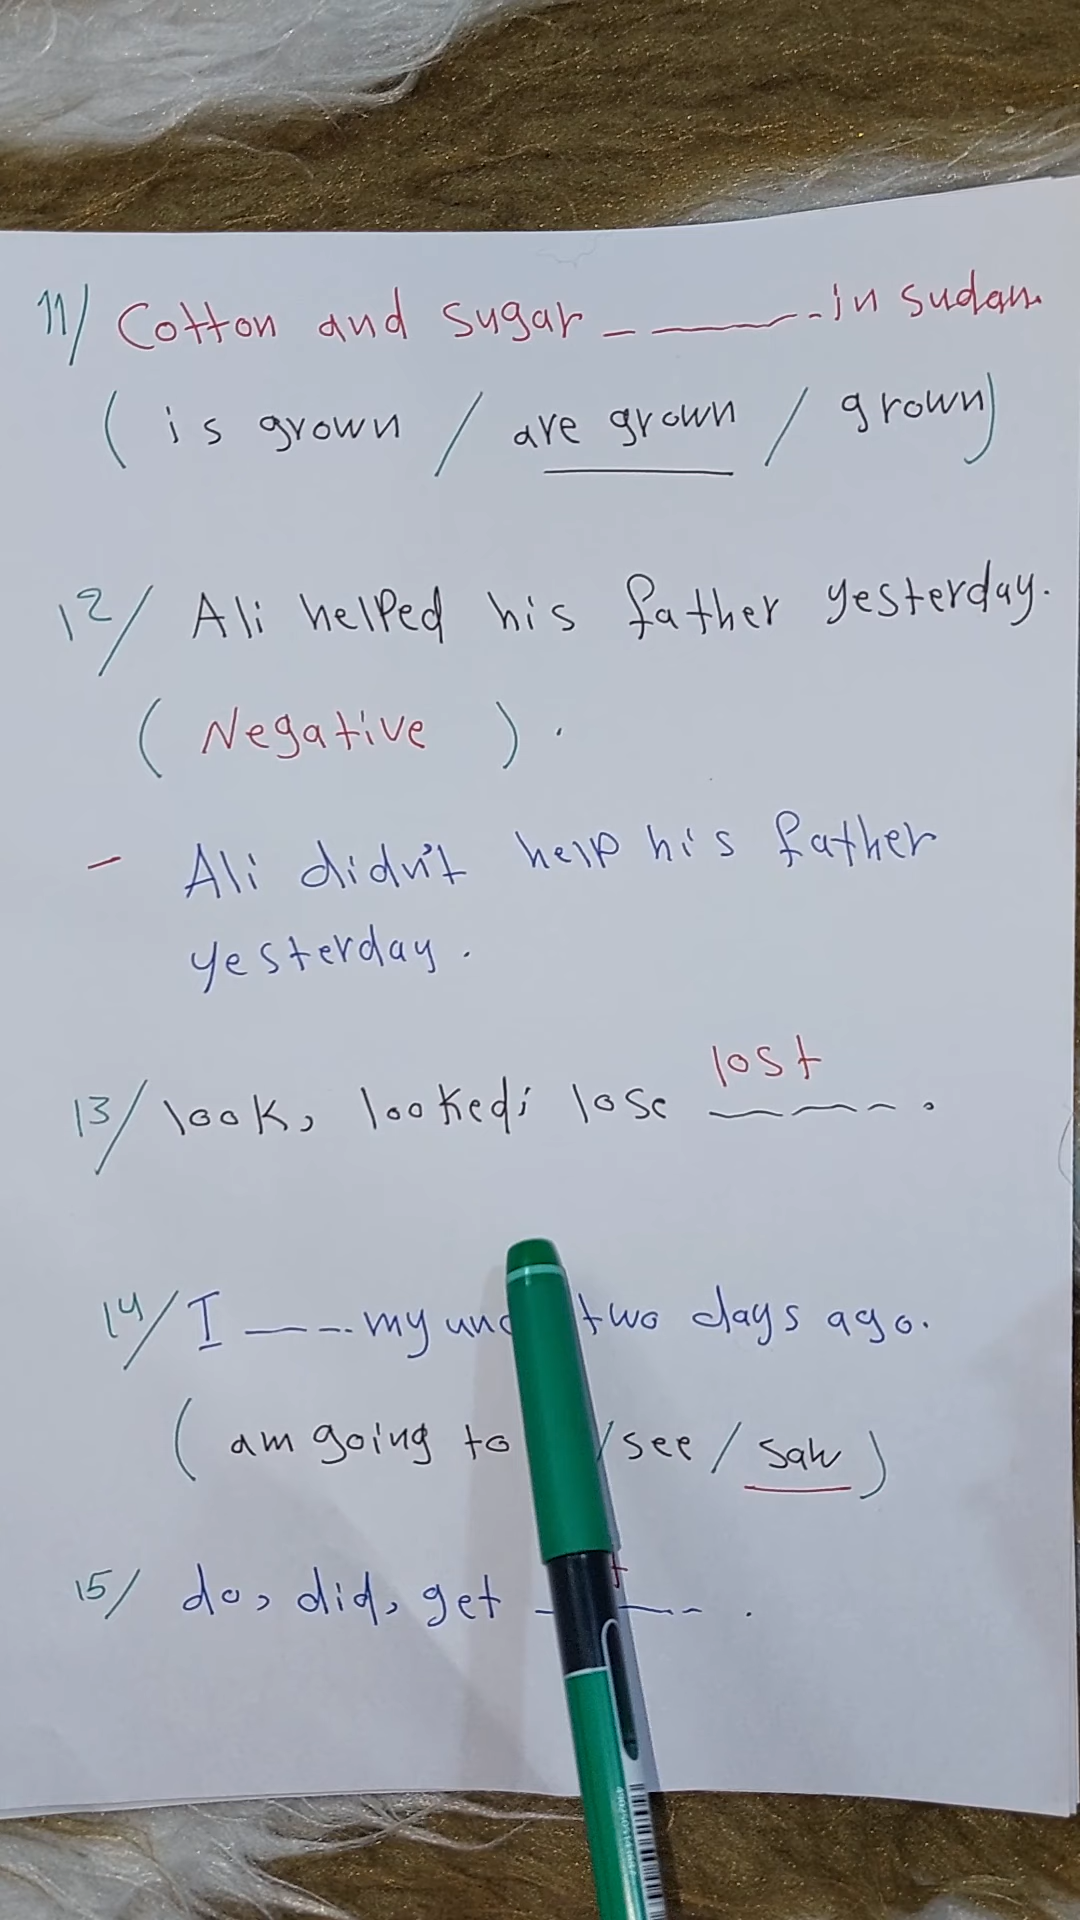 11/ Cotton and sugar ------ in sudan.
( is grown / are grown / grown)
12/ Ali helped his father yesterday.
( Negative ) .
- Ali didn't help his father
yesterday .
lost
13/ look, looked; lose ---- .
14/ I ---- my two days ago.
( am going to / see / saw )
15/ do, did, get ---- .